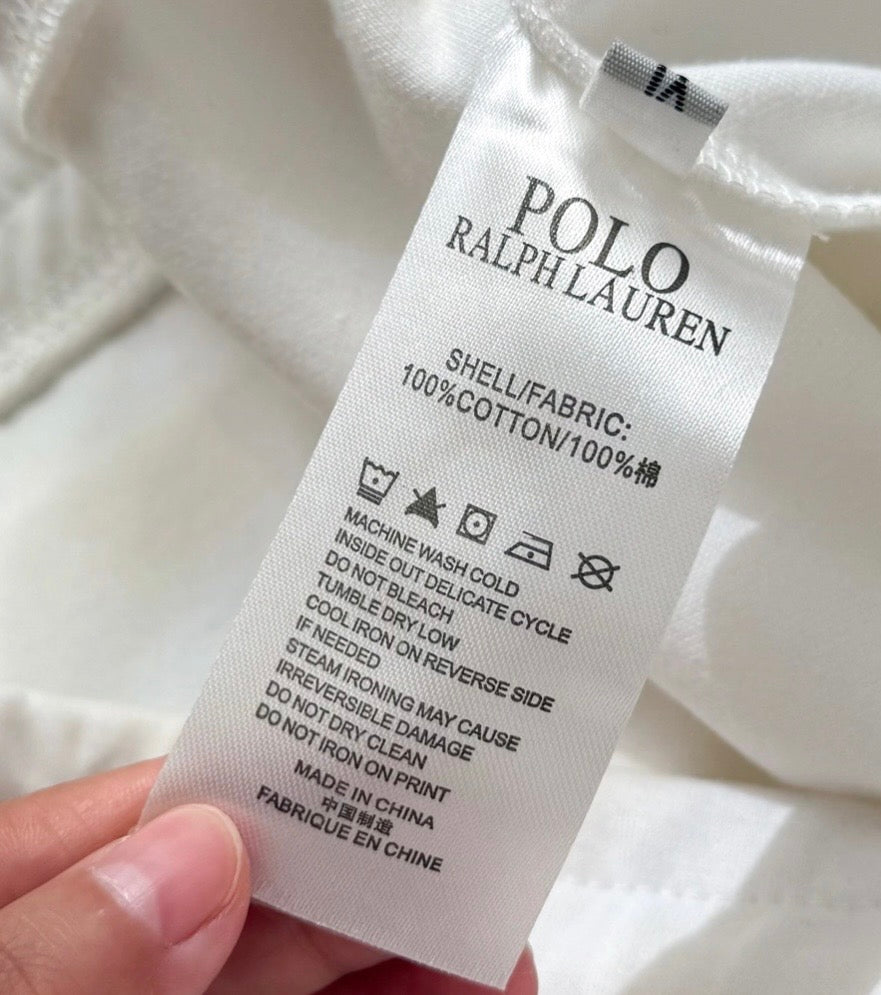 POLO
RALPH LAUREN
SHELL/FABRIC:
100%COTTON/100%棉
MACHINE WASH COLD
INSIDE OUT DELICATE CYCLE
DO NOT BLEACH
TUMBLE DRY LOW
COOL IRON ON REVERSE SIDE
IF NEEDED
STEAM IRONING MAY CAUSE
IRREVERSIBLE DAMAGE
DO NOT DRY CLEAN
DO NOT IRON ON PRINT
MADE IN CHINA
中国制造
FABRIQUE EN CHINE